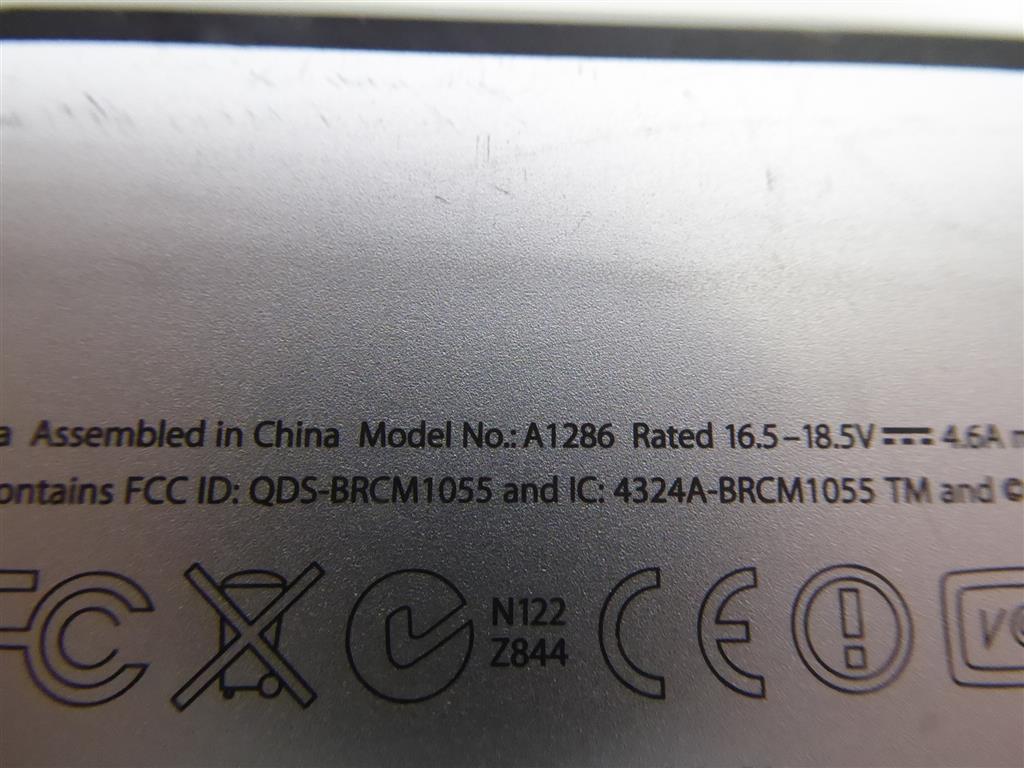 a Assembled in China Model No.: A1286 Rated 16.5–18.5V⎓4.6A
ontains FCC ID: QDS-BRCM1055 and IC: 4324A-BRCM1055 TM and ©
FC
N122
Z844
CE